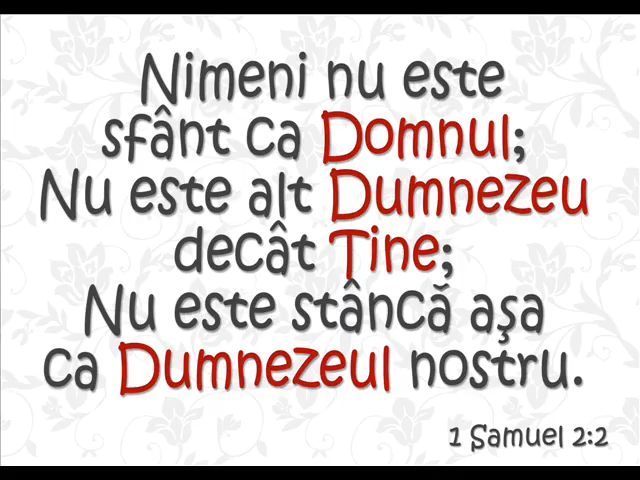 Nimeni nu este
sfânt ca Domnul;
Nu este alt Dumnezeu
decât Tine;
Nu este stâncă aşa
ca Dumnezeul nostru.
1 Samuel 2:2